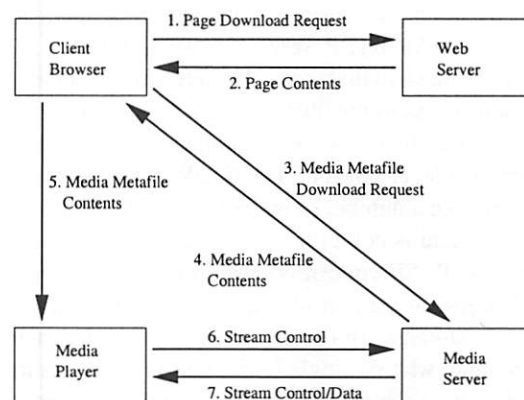 1. Page Download Request
Client
Browser
Web
Server
2. Page Contents
3. Media Metafile
Download Request
5. Media Metafile
Contents
4. Media Metafile
Contents
6. Stream Control
Media
Player
Media
Server
7. Stream Control/Data